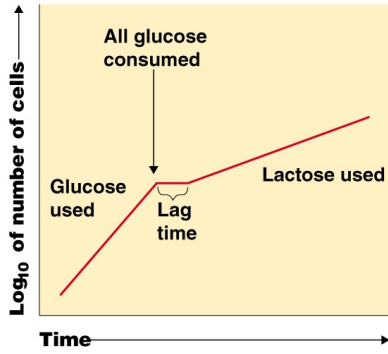 All glucose
consumed
Log₁₀ of number of cells
Glucose
used
Lag
time
Lactose used
Time